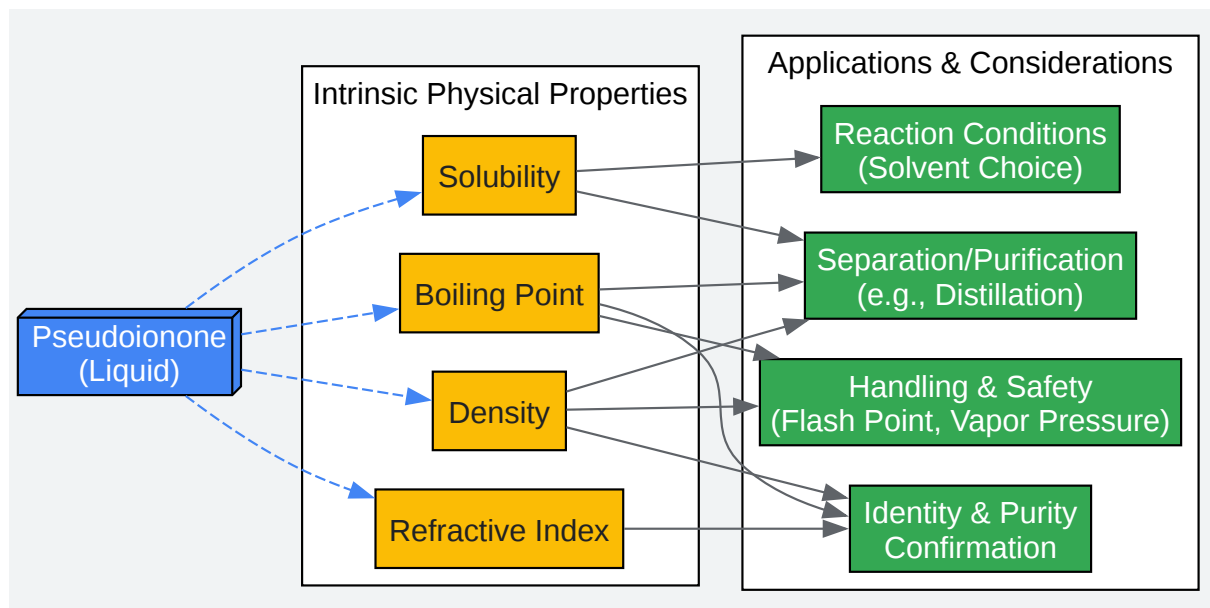 Pseudoionone
(Liquid)
Intrinsic Physical Properties
Solubility
Boiling Point
Density
Refractive Index
Applications & Considerations
Reaction Conditions
(Solvent Choice)
Separation/Purification
(e.g., Distillation)
Handling & Safety
(Flash Point, Vapor Pressure)
Identity & Purity
Confirmation